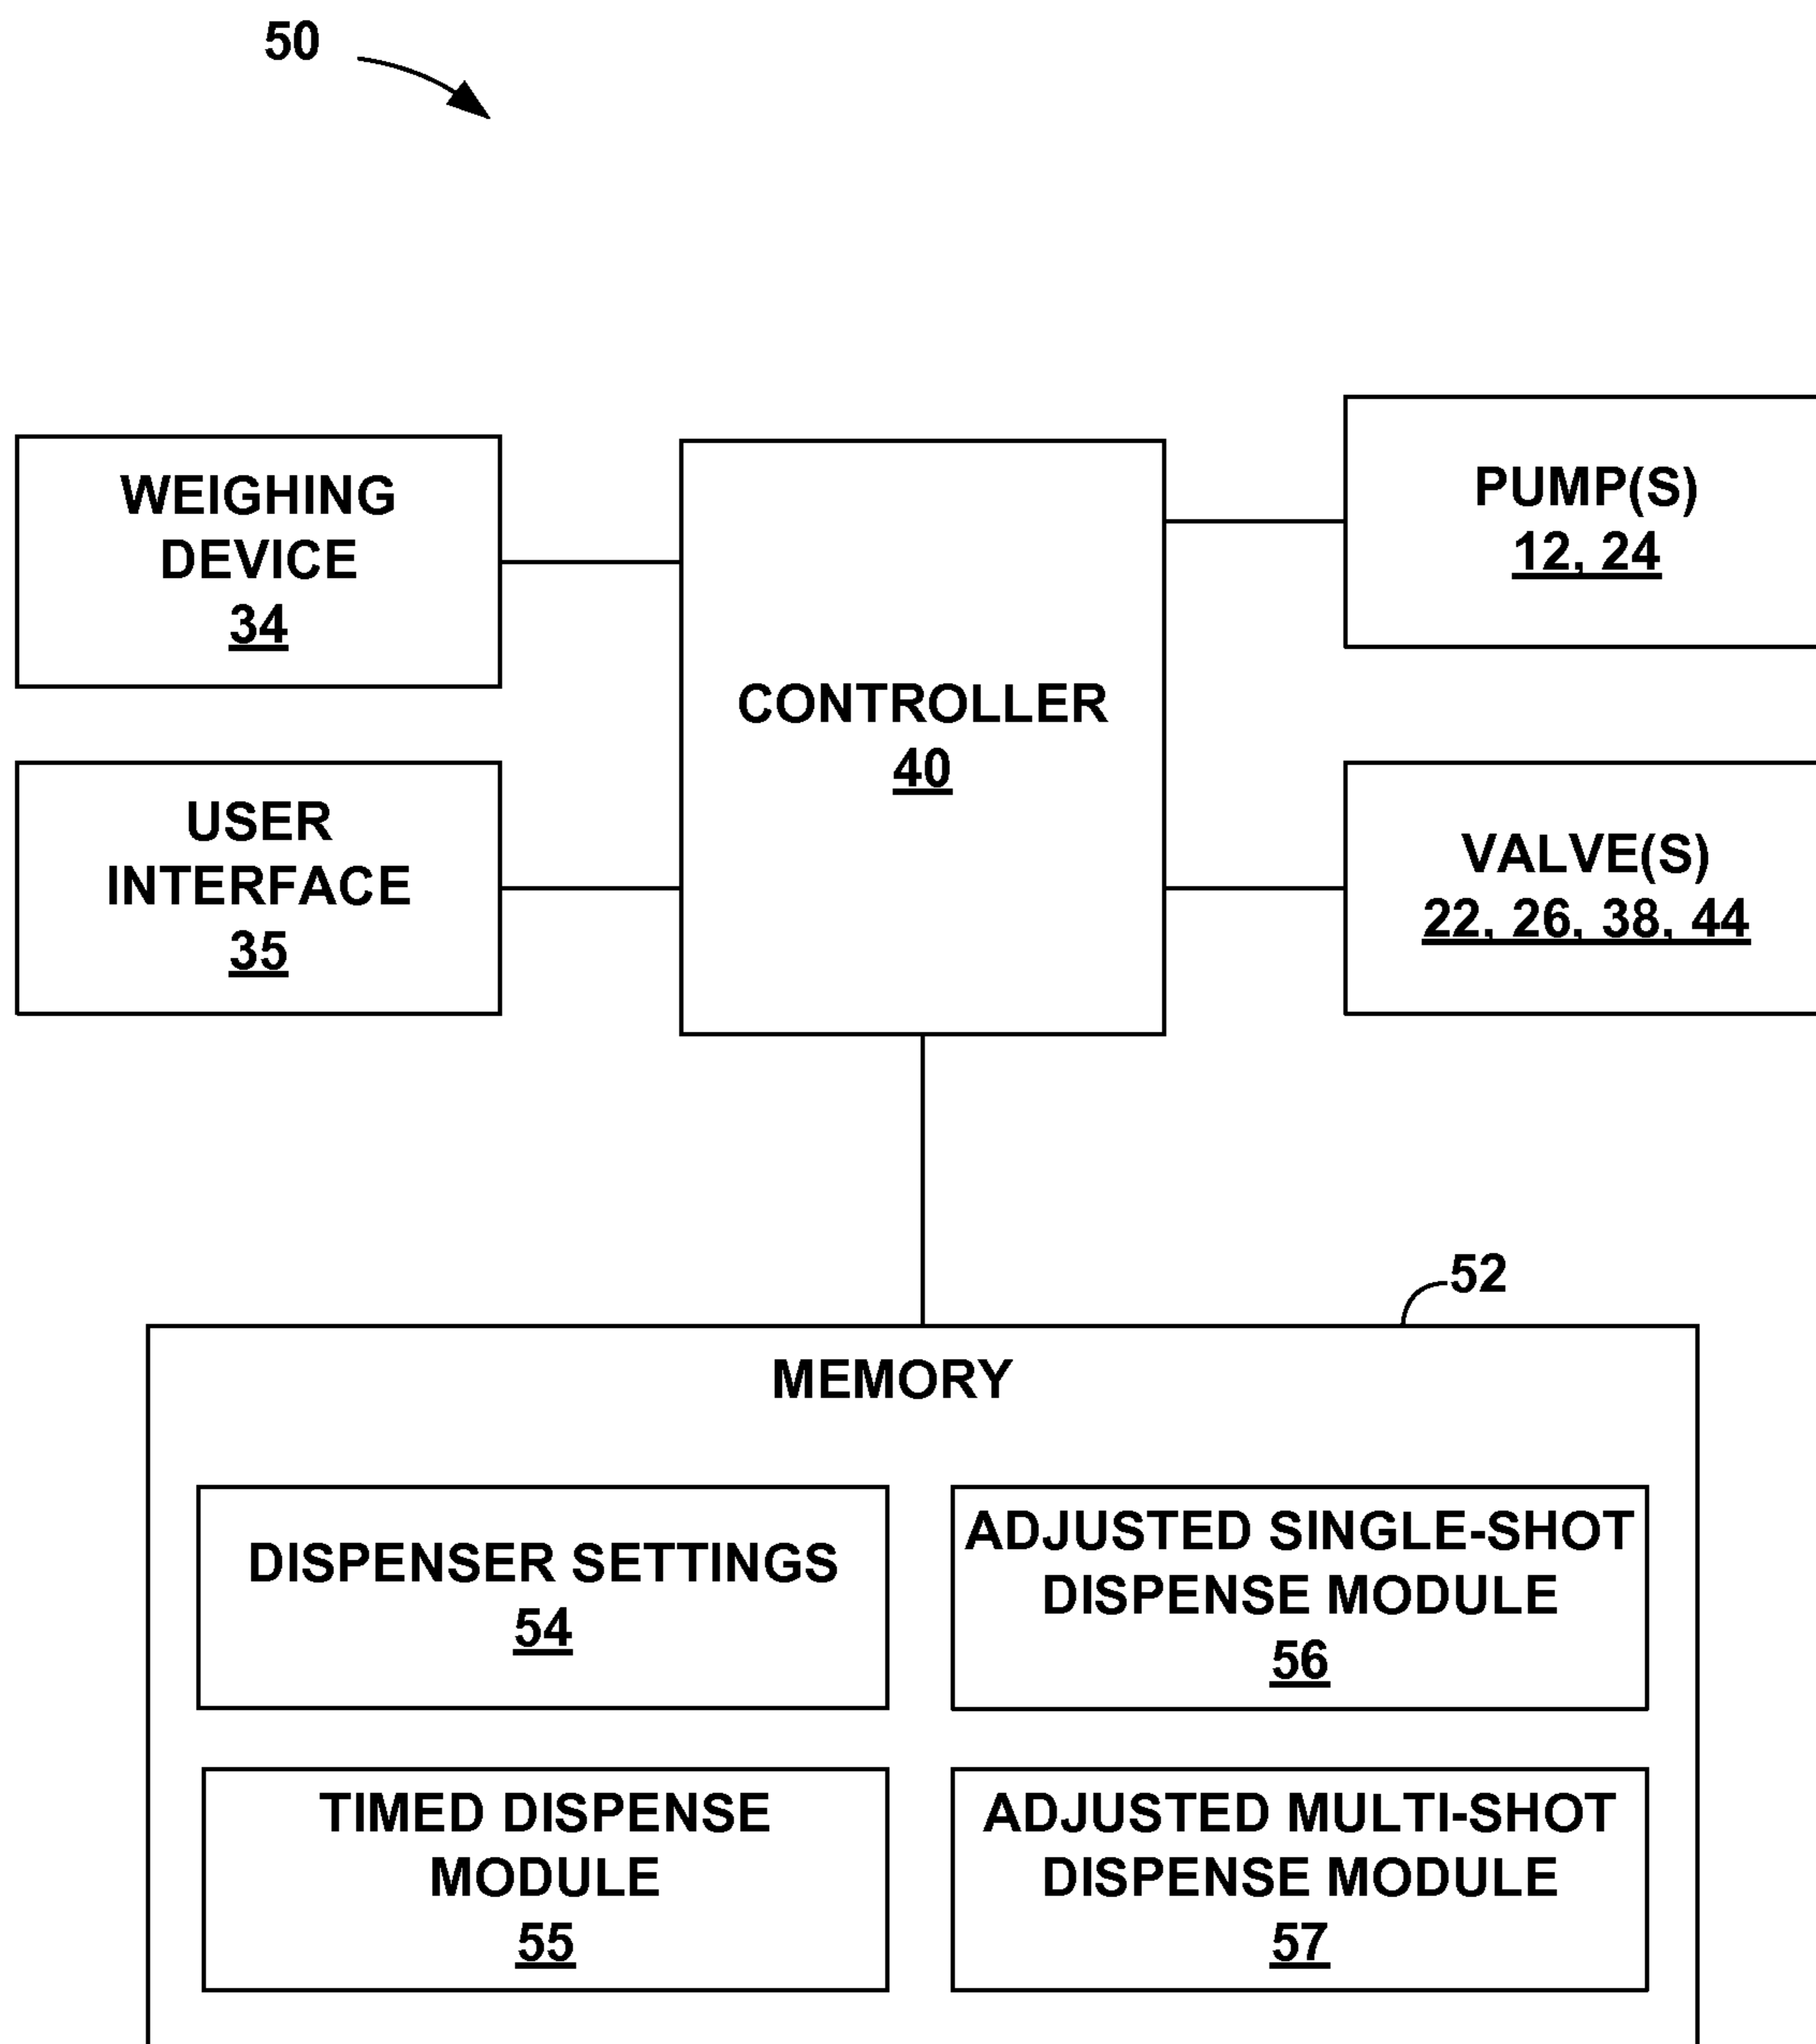 50
WEIGHING
DEVICE
34
USER
INTERFACE
35
CONTROLLER
40
PUMP(S)
12, 24
VALVE(S)
22, 26, 38, 44
52
MEMORY
DISPENSER SETTINGS
54
ADJUSTED SINGLE-SHOT
DISPENSE MODULE
56
TIMED DISPENSE
MODULE
55
ADJUSTED MULTI-SHOT
DISPENSE MODULE
57